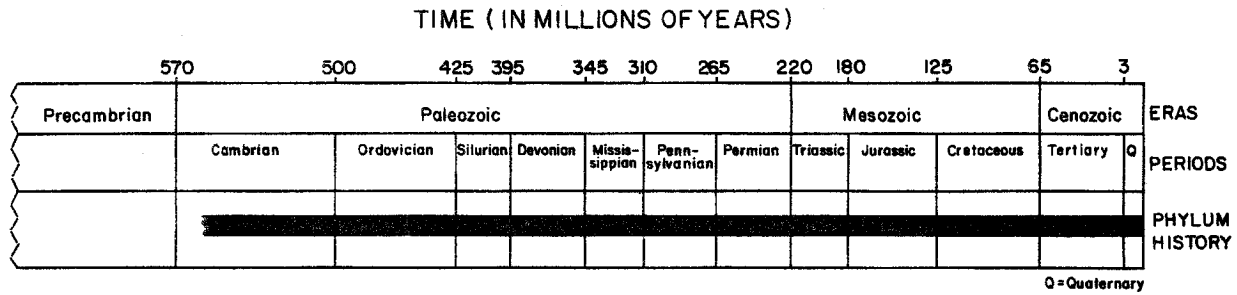 TIME (IN MILLIONS OF YEARS)
570 500 425 395 345 310 265 220 180 125 65 3
Precambrian Paleozoic Mesozoic Cenozoic ERAS
Cambrian Ordovician Silurian Devonian Missis- Penn- Permian Triassic Jurassic Cretaceous Tertiary Q PERIODS
sippian sylvanian
PHYLUM
HISTORY
Q=Quaternary